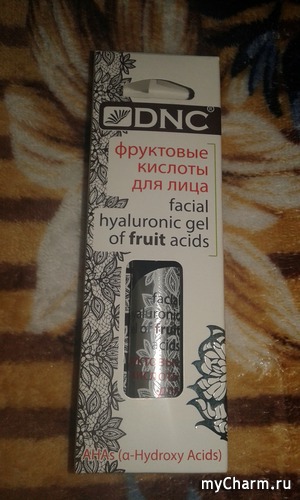 DNC®
фруктовые
кислоты
для лица
facial
hyaluronic gel
of fruit acids
facial
hyaluronic
of fruit
acids
AHAs (α-Hydroxy Acids)
myCharm.ru